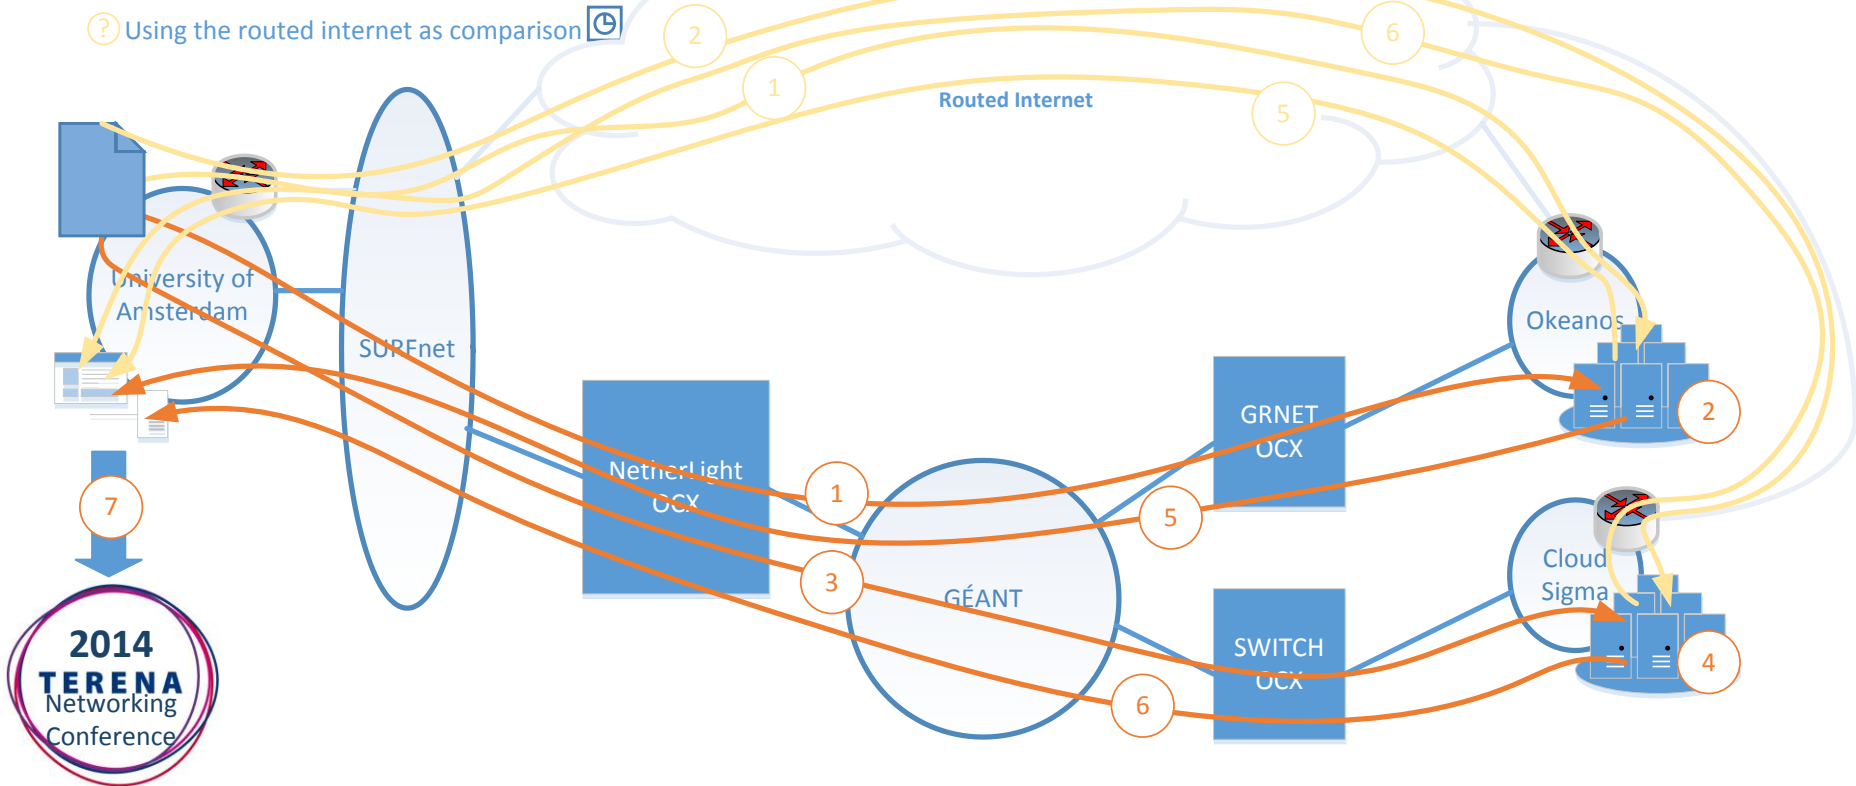 ? Using the routed internet as comparison
2
6
1
5
Routed Internet
University of
Amsterdam
SURFnet
Okeanos
GRNET
OCX
2
NetherLight
OCX
1
5
7
3
GÉANT
Cloud
Sigma
SWITCH
OCX
4
6
2014
TERENA
Networking
Conference